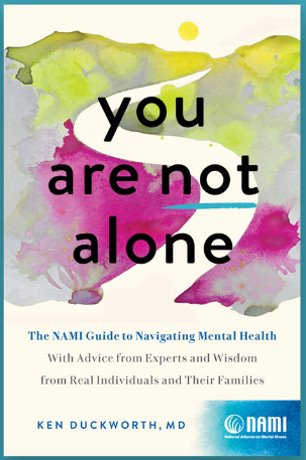 you
are not
alone
The NAMI Guide to Navigating Mental Health
With Advice from Experts and Wisdom
from Real Individuals and Their Families
KEN DUCKWORTH, MD
NAMI
National Alliance on Mental Illness